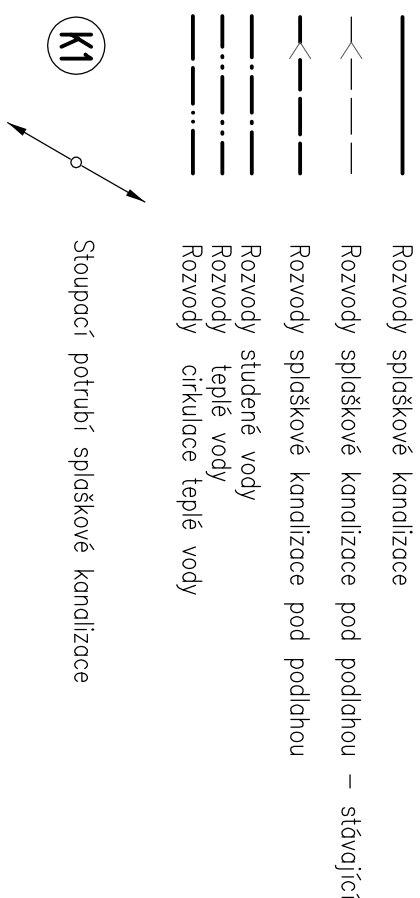 Rozvody splaškové kanalizace
Rozvody splaškové kanalizace pod podlahou – stávající
Rozvody splaškové kanalizace pod podlahou
Rozvody studené vody
Rozvody teplé vody
Rozvody cirkulace teplé vody
K1
Stoupací potrubí splaškové kanalizace